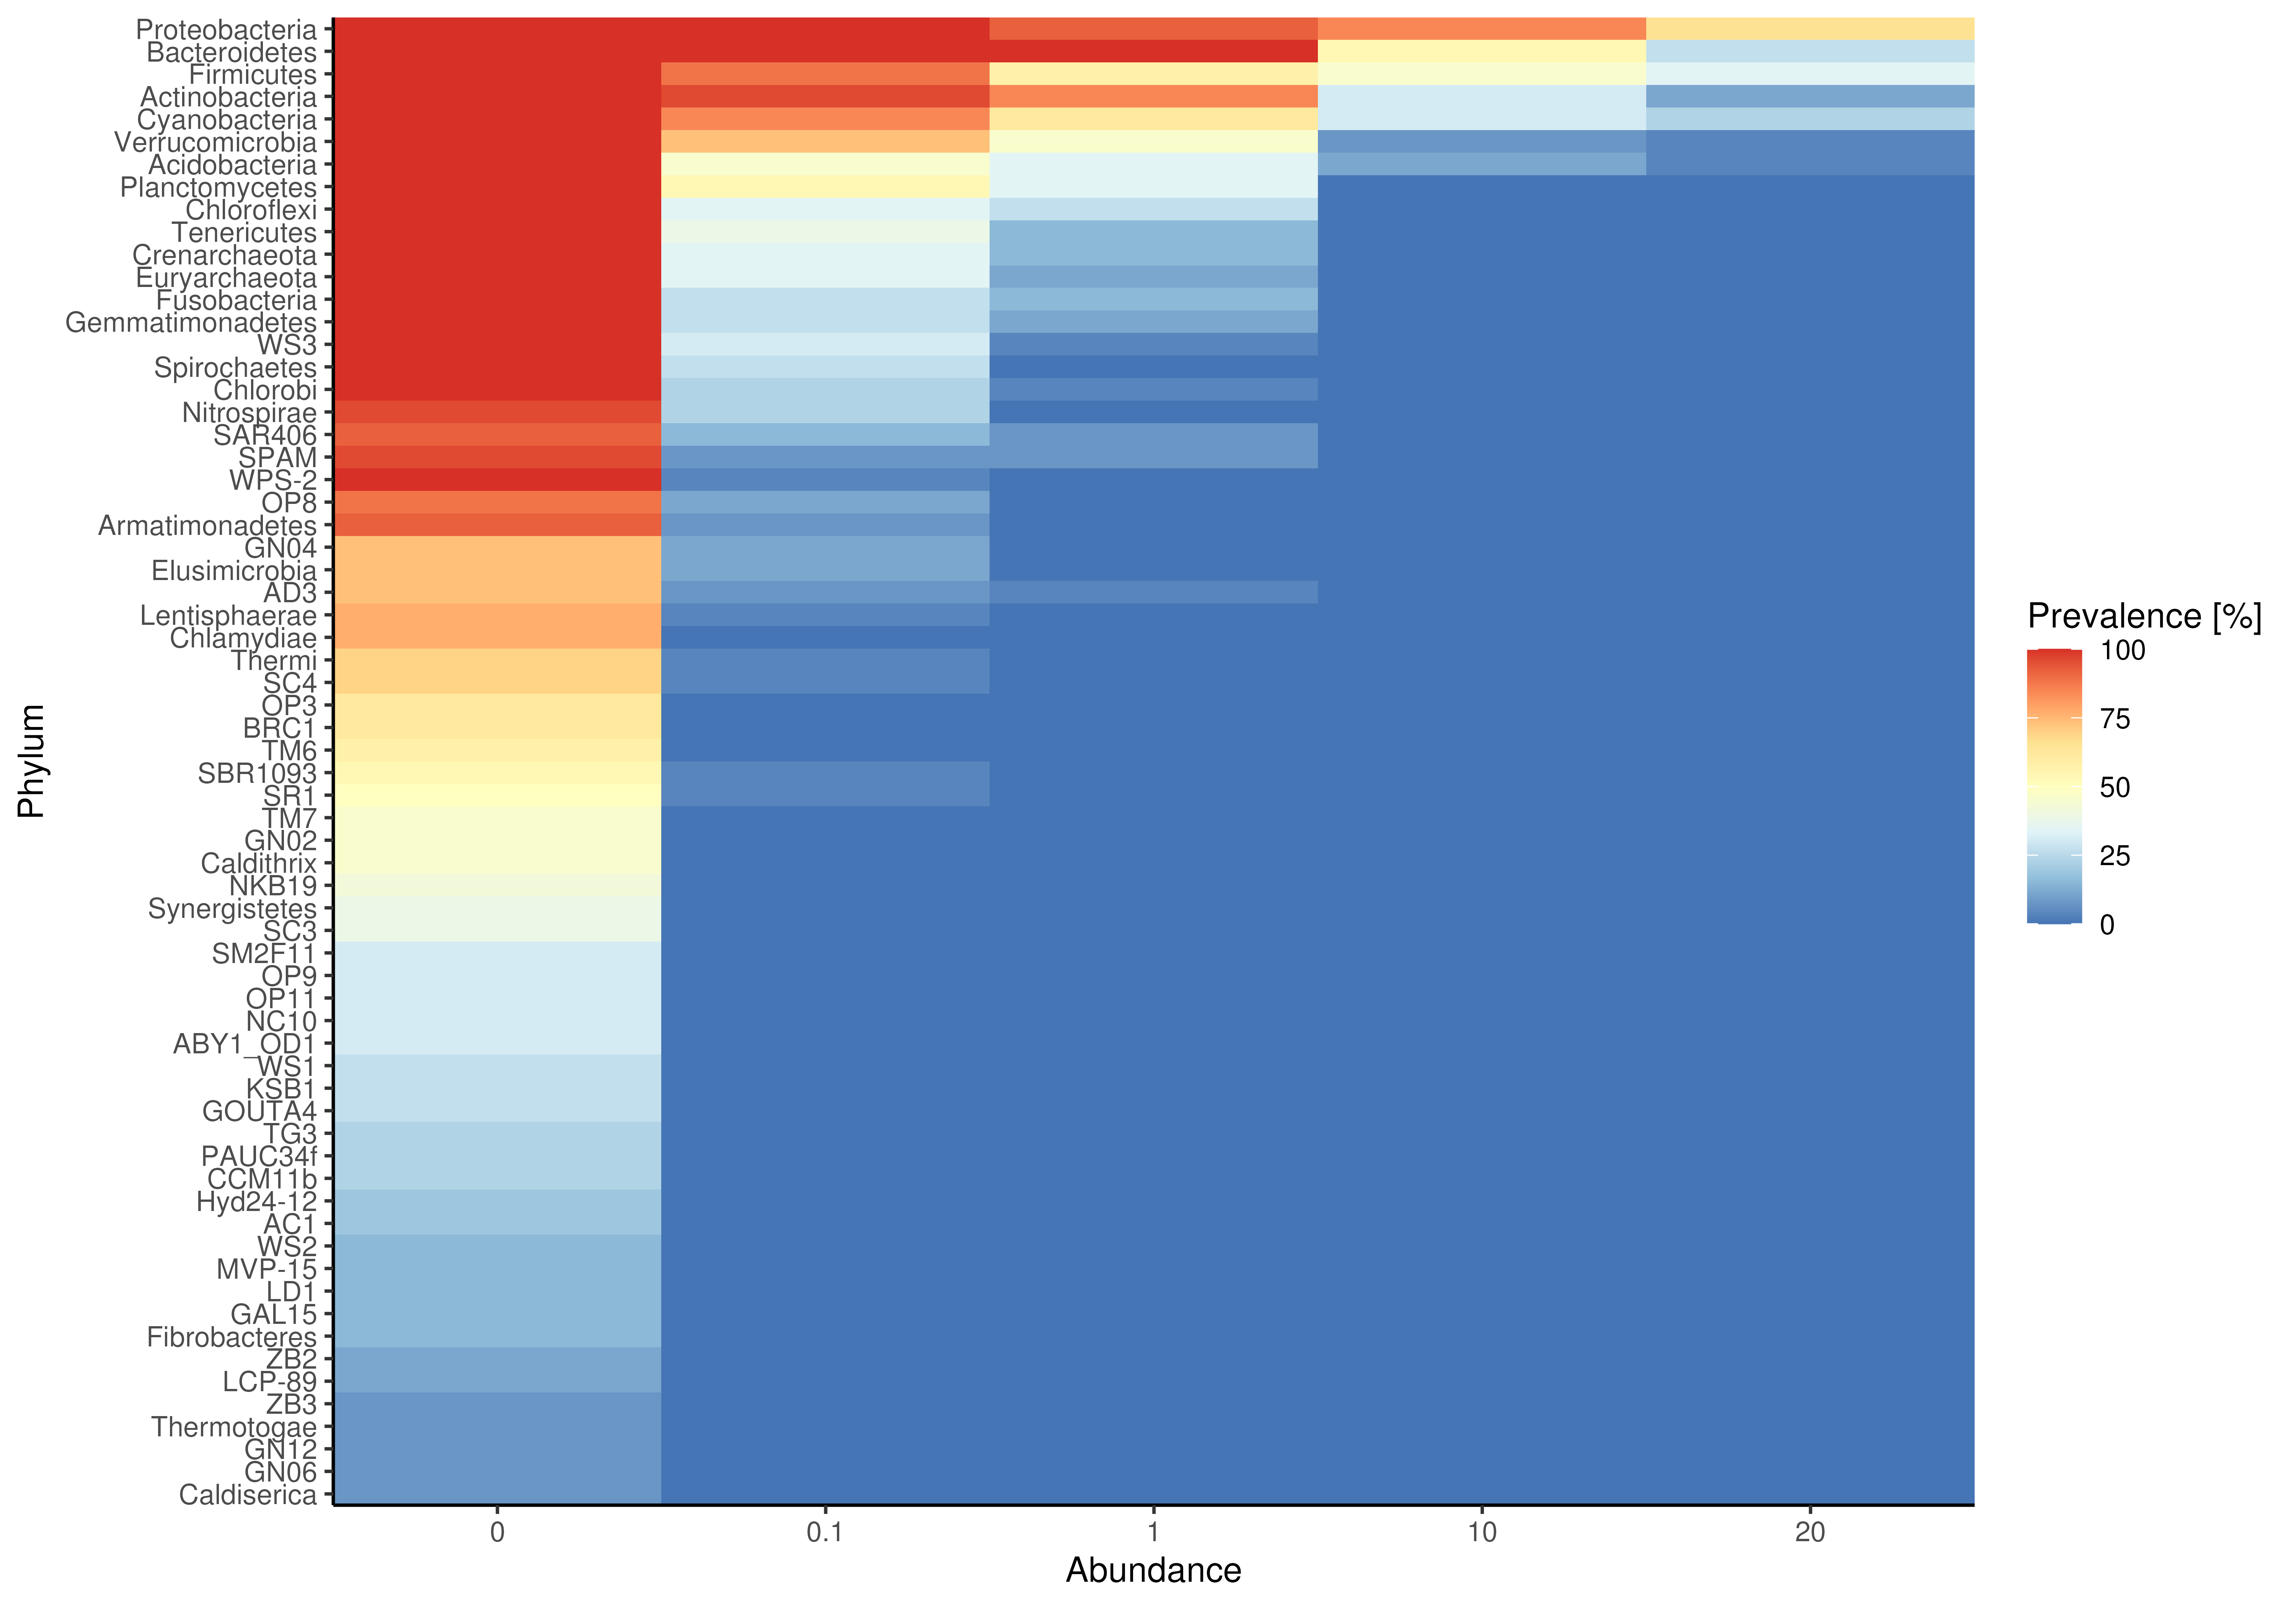 Proteobacteria
Bacteroidetes
Firmicutes
Actinobacteria
Cyanobacteria
Verrucomicrobia
Acidobacteria
Planctomycetes
Chloroflexi
Tenericutes
Crenarchaeota
Euryarchaeota
Fusobacteria
Gemmatimonadetes
WS3
Spirochaetes
Chlorobi
Nitrospirae
SAR406
SPAM
WPS-2
OP8
Armatimonadetes
GN04
Elusimicrobia
AD3
Lentisphaerae
Chlamydiae
Thermi
SC4
OP3
BRC1
TM6
SBR1093
SR1
TM7
GN02
Caldithrix
NKB19
Synergistetes
SC3
SM2F11
OP9
OP11
NC10
ABY1_OD1
WS1
KSB1
GOUTA4
TG3
PAUC34f
CCM11b
Hyd24-12
AC1
WS2
MVP-15
LD1
GAL15
Fibrobacteres
ZB2
LCP-89
ZB3
Thermotogae
GN12
GN06
Caldiserica
Phylum
0 0.1 1 10 20
Abundance
Prevalence [%]
100
75
50
25
0